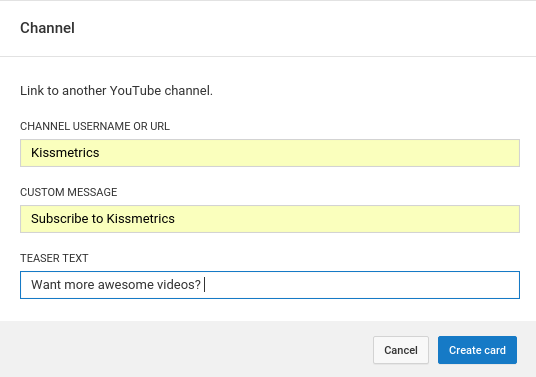 Channel
Link to another YouTube channel.
CHANNEL USERNAME OR URL
Kissmetrics
CUSTOM MESSAGE
Subscribe to Kissmetrics
TEASER TEXT
Want more awesome videos?
Cancel
Create card